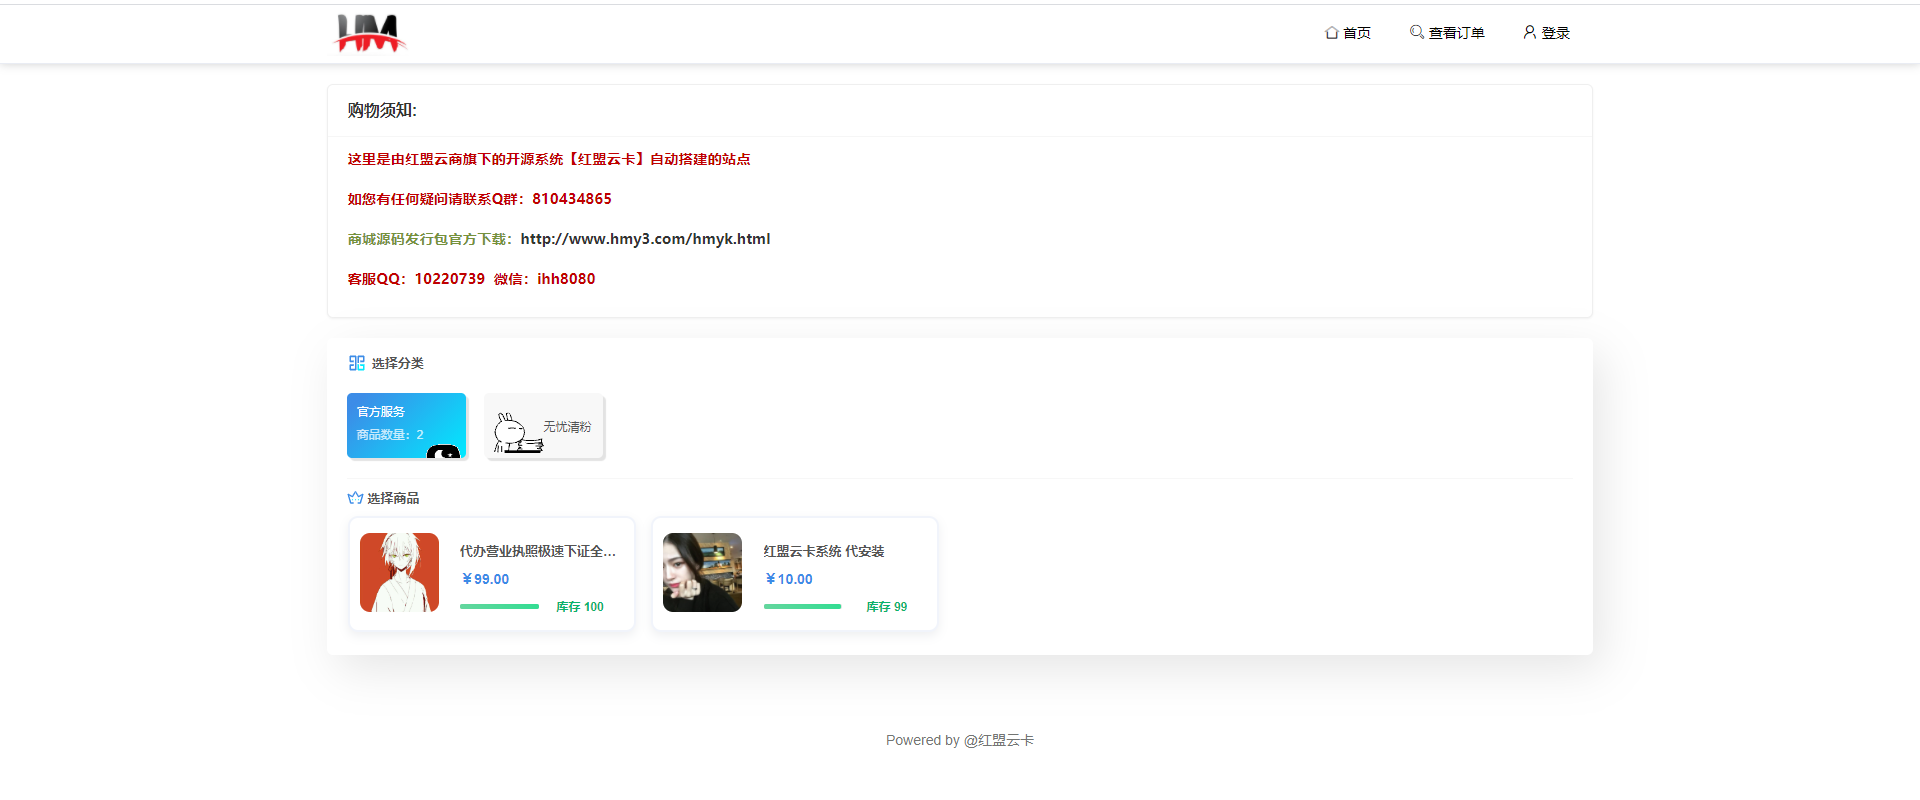 HM
首页
查看订单
登录
购物须知:
这里是由红盟云商旗下的开源系统【红盟云卡】自动搭建的站点
如您有任何疑问请联系Q群：810434865
商城源码发行包官方下载：http://www.hmy3.com/hmyk.html
客服QQ：10220739  微信：ihh8080
选择分类
官方服务
商品数量：2
无忧清粉
选择商品
代办营业执照极速下证全...
￥99.00
库存 100
红盟云卡系统 代安装
￥10.00
库存 99
Powered by @红盟云卡